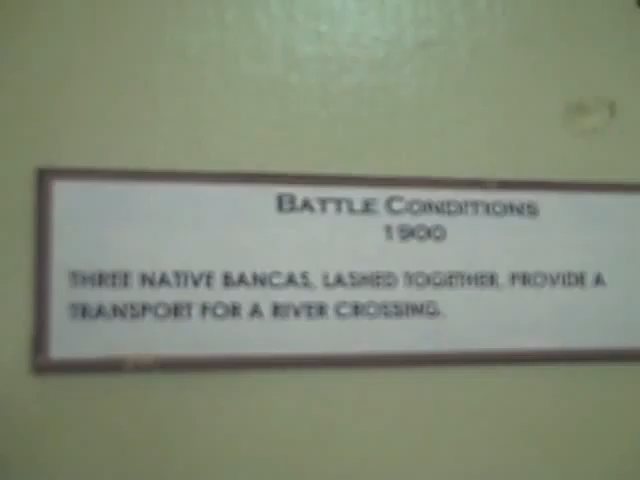 BATTLE CONDITIONS
1900
THREE NATIVE BANCAS, LASHED TOGETHER, PROVIDE A
TRANSPORT FOR A RIVER CROSSING.